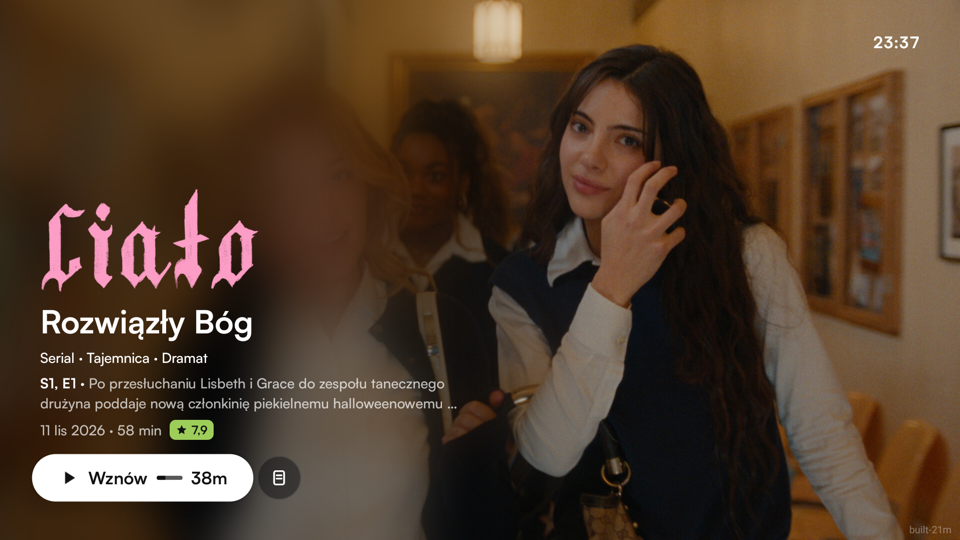 23:37
Ciało
Rozwiązły Bóg
Serial · Tajemnica · Dramat
S1, E1 · Po przesłuchaniu Lisbeth i Grace do zespołu tanecznego
drużyna poddaje nową członkinię piekielnemu halloweenowemu ...
11 lis 2026 · 58 min ★ 7,9
Wznów 38m
built-21m